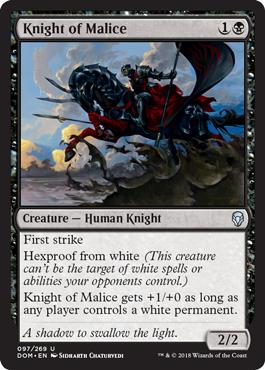 Knight of Malice 1
Creature — Human Knight
First strike
Hexproof from white (This creature
can't be the target of white spells or
abilities your opponents control.)
Knight of Malice gets +1/+0 as long as
any player controls a white permanent.
A shadow to swallow the light.
2/2
097/269 U
DOM • EN Sidharth Chaturvedi ™ & © 2018 Wizards of the Coast